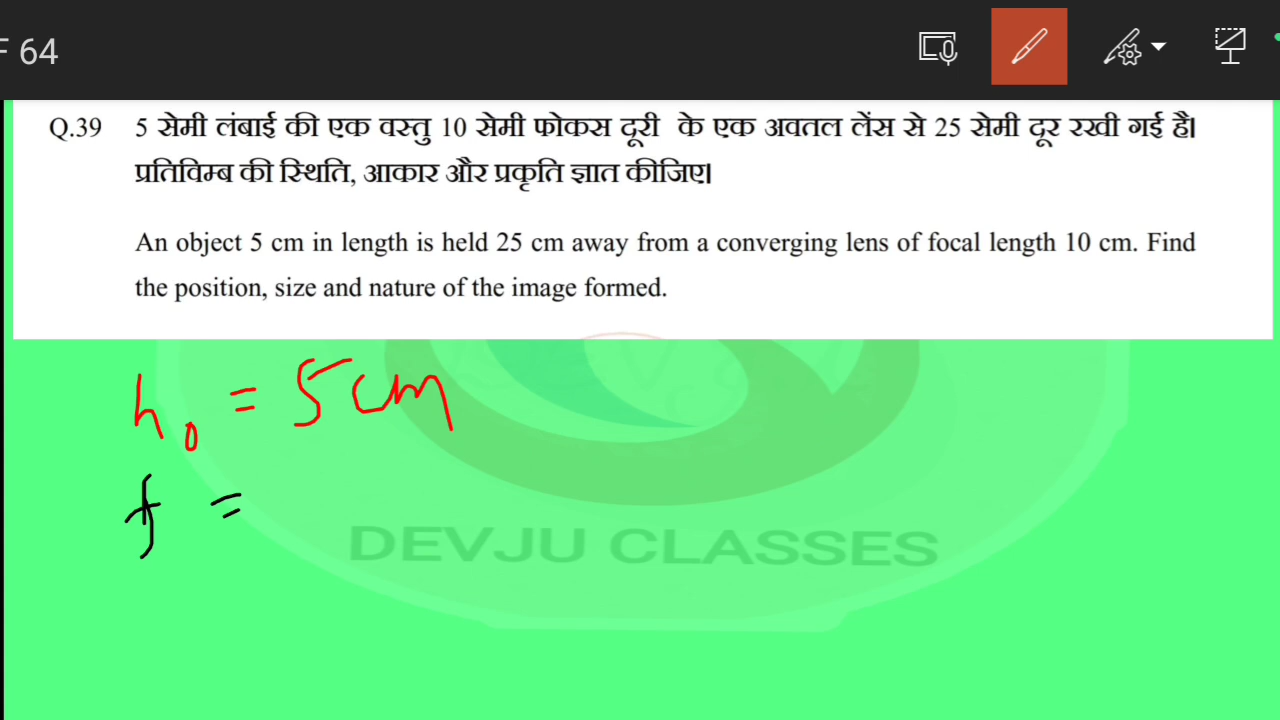 F 64
Q.39 5 सेमी लंबाई की एक वस्तु 10 सेमी फोकस दूरी के एक अवतल लेंस से 25 सेमी दूर रखी गई है।
प्रतिविम्ब की स्थिति, आकार और प्रकृति ज्ञात कीजिए।
An object 5 cm in length is held 25 cm away from a converging lens of focal length 10 cm. Find
the position, size and nature of the image formed.
h₀ = 5 cm
f =
DEVJU CLASSES